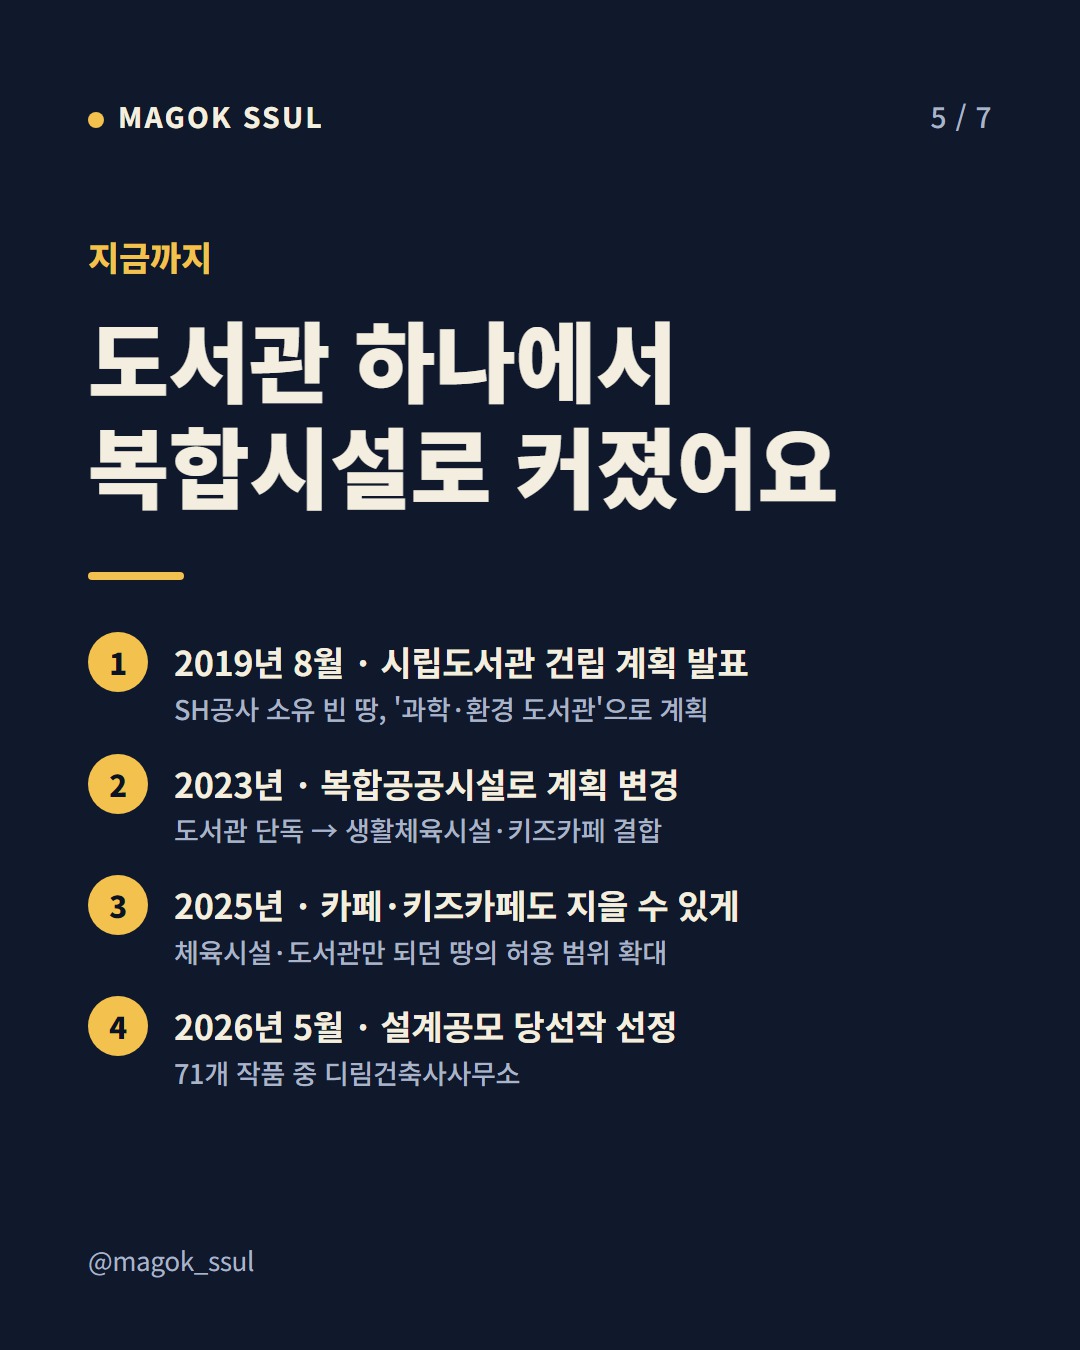 MAGOK SSUL
5 / 7
지금까지
도서관 하나에서
복합시설로 커졌어요
1
2019년 8월 · 시립도서관 건립 계획 발표
SH공사 소유 빈 땅, '과학·환경 도서관'으로 계획
2
2023년 · 복합공공시설로 계획 변경
도서관 단독 → 생활체육시설·키즈카페 결합
3
2025년 · 카페·키즈카페도 지을 수 있게
체육시설·도서관만 되던 땅의 허용 범위 확대
4
2026년 5월 · 설계공모 당선작 선정
71개 작품 중 디림건축사사무소
@magok_ssul